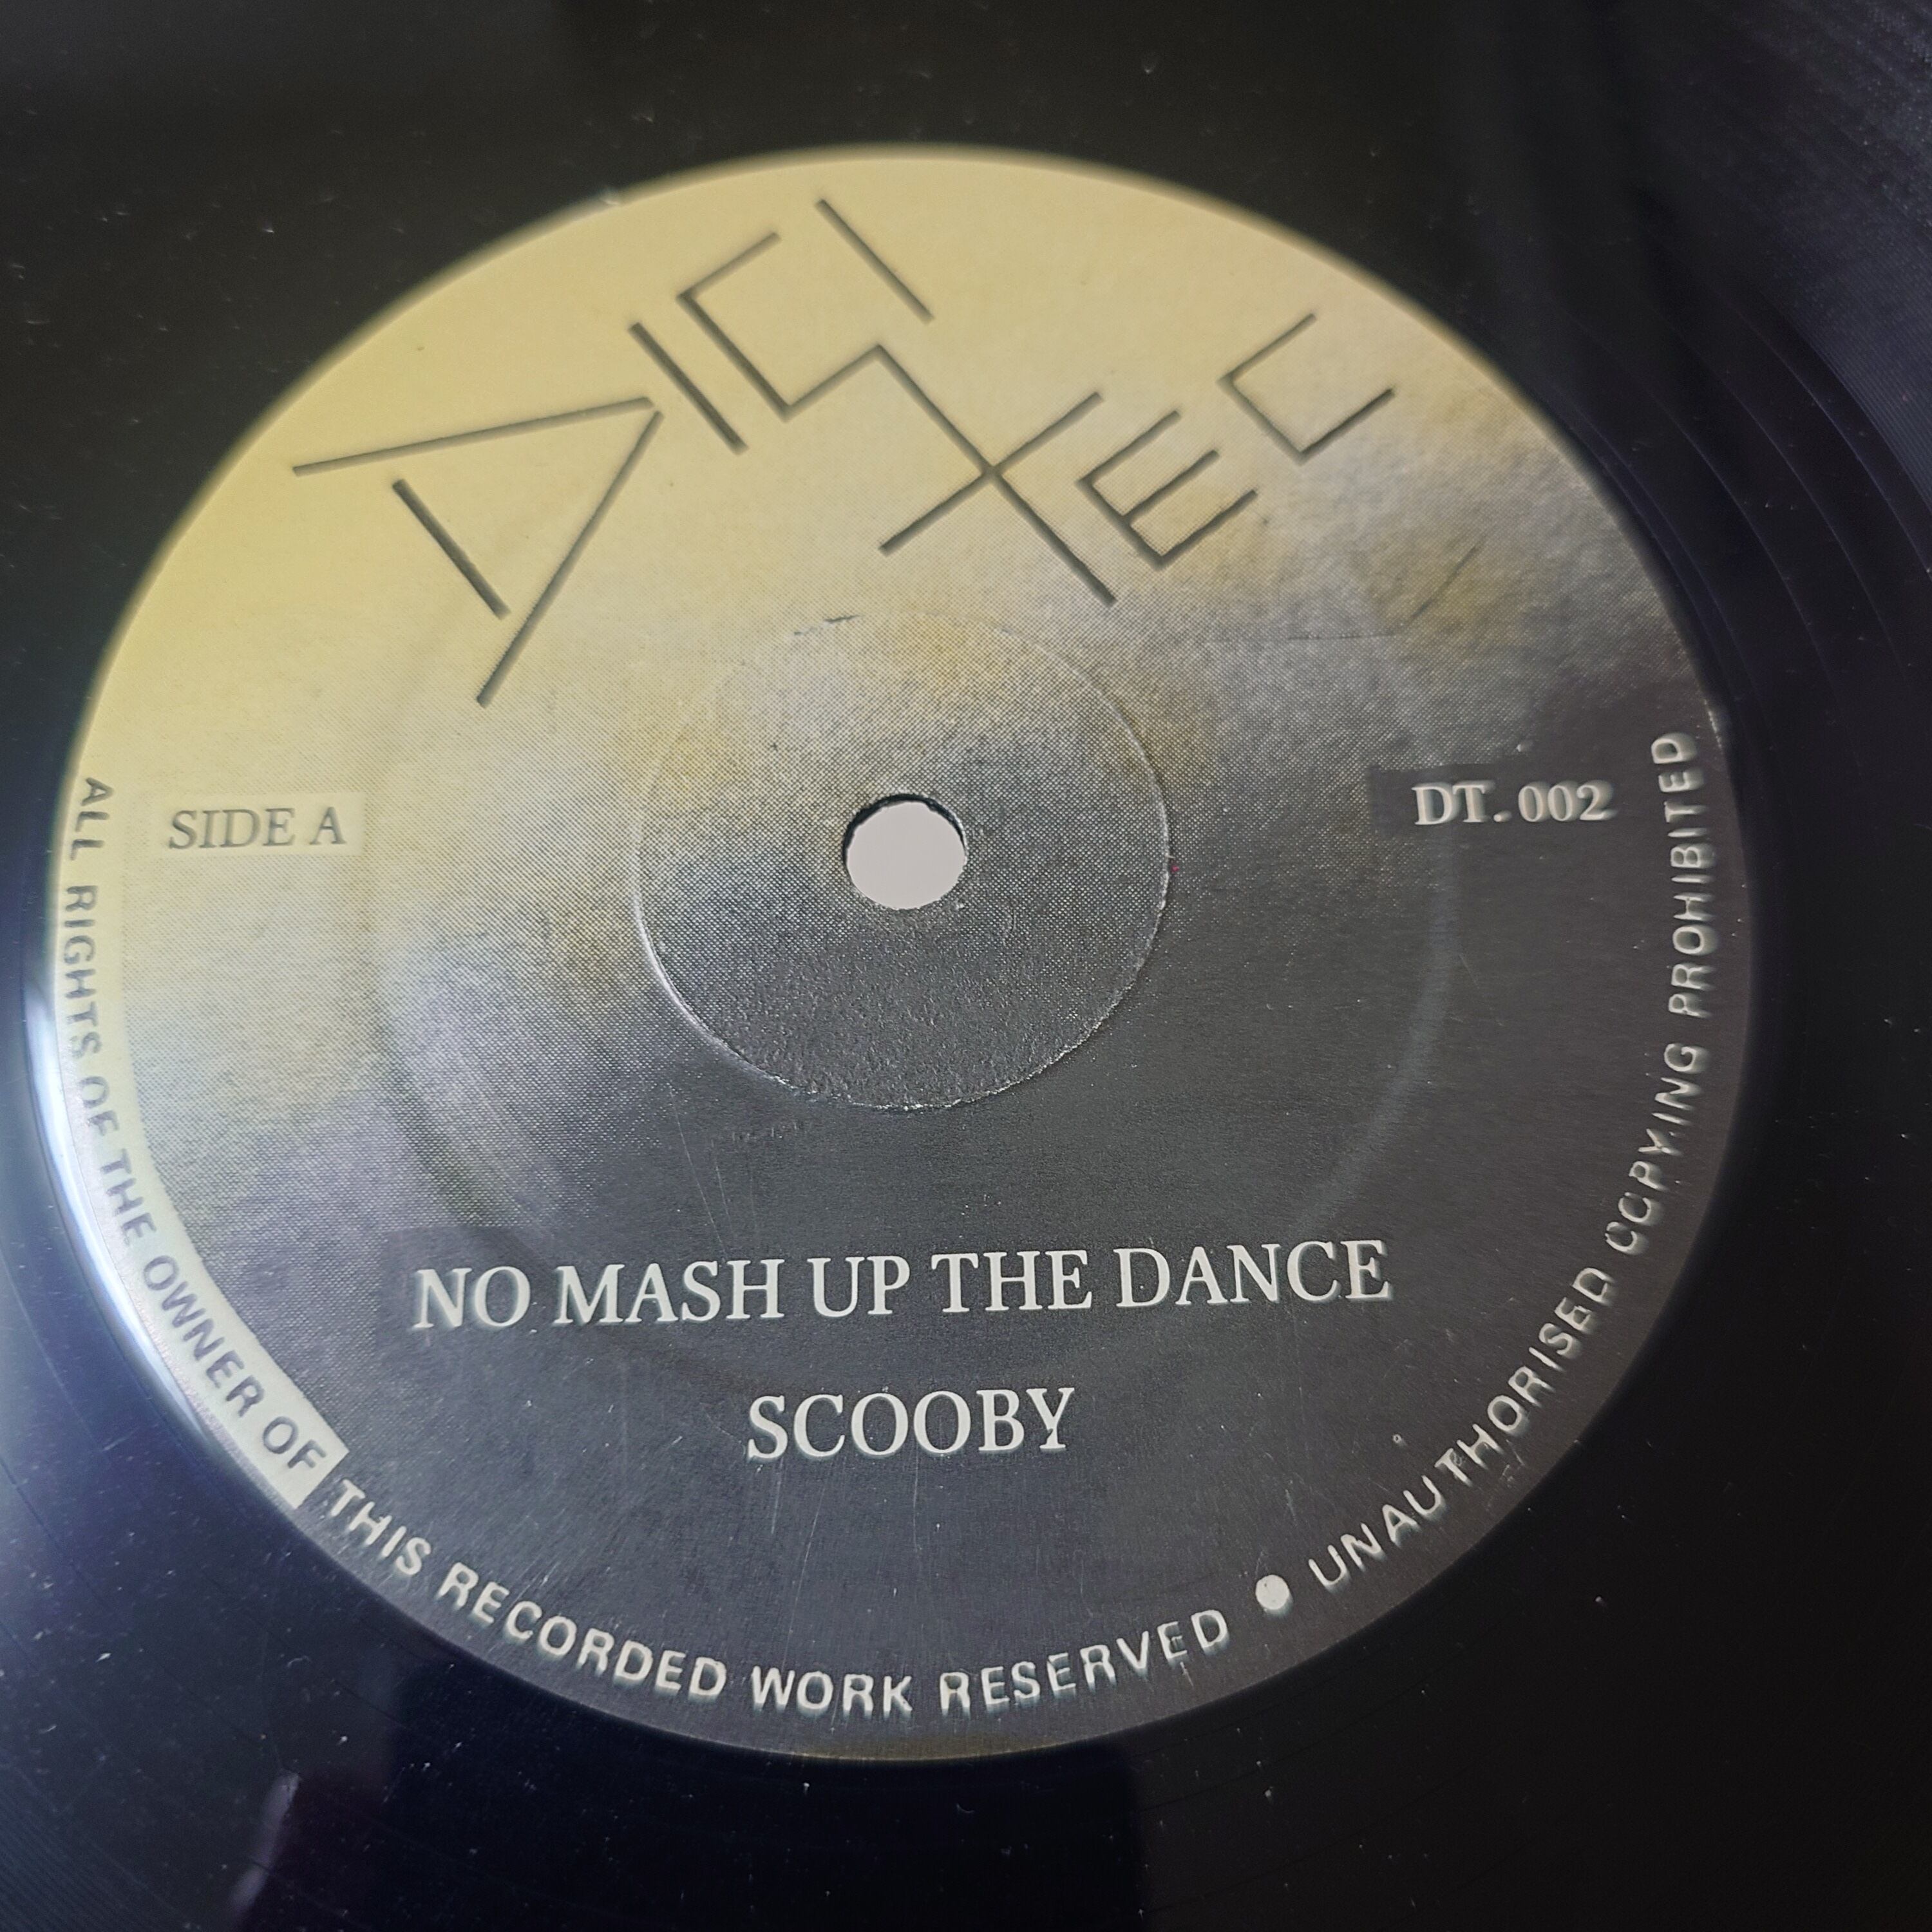 DIGI TEC
SIDE A
DT.002
NO MASH UP THE DANCE
SCOOBY
ALL RIGHTS OF THE OWNER OF THIS RECORDED WORK RESERVED ● UNAUTHORISED COPYING PROHIBITED